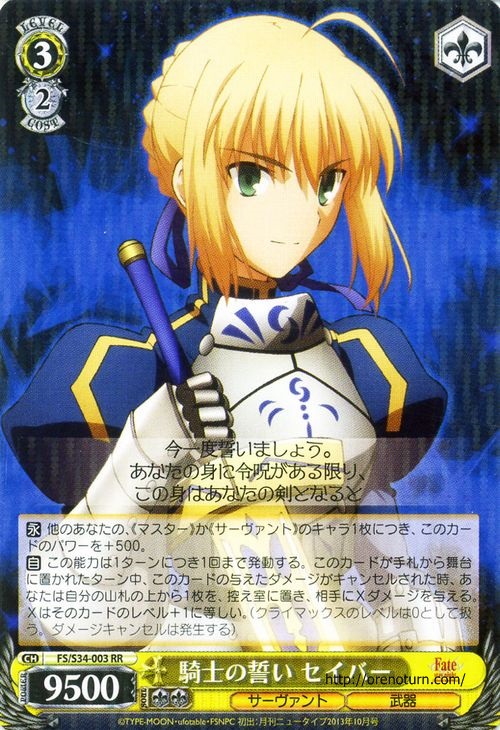 LEVEL
3
2
COST
今一度誓いましょう。
あなたの身に令呪がある限り、
この身はあなたの剣となると
永 他のあなたの、《マスター》か《サーヴァント》のキャラ1枚につき、このカー
ドのパワーを+500。
自 この能力は1ターンにつき1回まで発動する。このカードが手札から舞台
に置かれたターン中、このカードの与えたダメージがキャンセルされた時、あ
なたは自分の山札の上から1枚を、控え室に置き、相手にXダメージを与える。
Xはそのカードのレベル+1に等しい。(クライマックスのレベルは0として扱
う。ダメージキャンセルは発生する)
CH FS/S34-003 RR
騎士の誓い セイバー
Fate
POWER
9500
SOUL
サーヴァント
武器
http://orenoturn.com/
©TYPE-MOON・ufotable・FSNPC 初出:月刊ニュータイプ2013年10月号